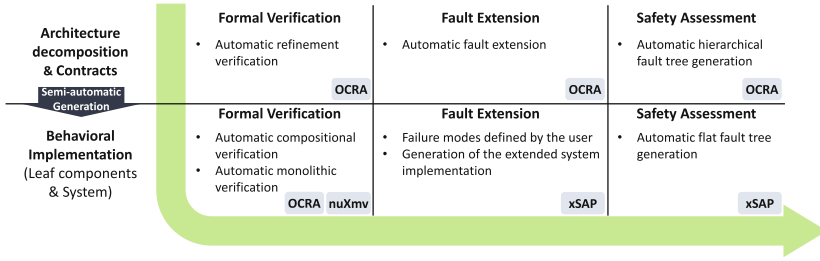 Architecture
decomposition
& Contracts
Semi-automatic
Generation
Behavioral
Implementation
(Leaf components
& System)
Formal Verification
• Automatic refinement
verification
OCRA
Fault Extension
• Automatic fault extension
OCRA
Safety Assessment
• Automatic hierarchical
fault tree generation
OCRA
Formal Verification
• Automatic compositional
verification
• Automatic monolithic
verification
OCRA nuXmv
Fault Extension
• Failure modes defined by the user
• Generation of the extended system
implementation
xSAP
Safety Assessment
• Automatic flat fault tree
generation
xSAP